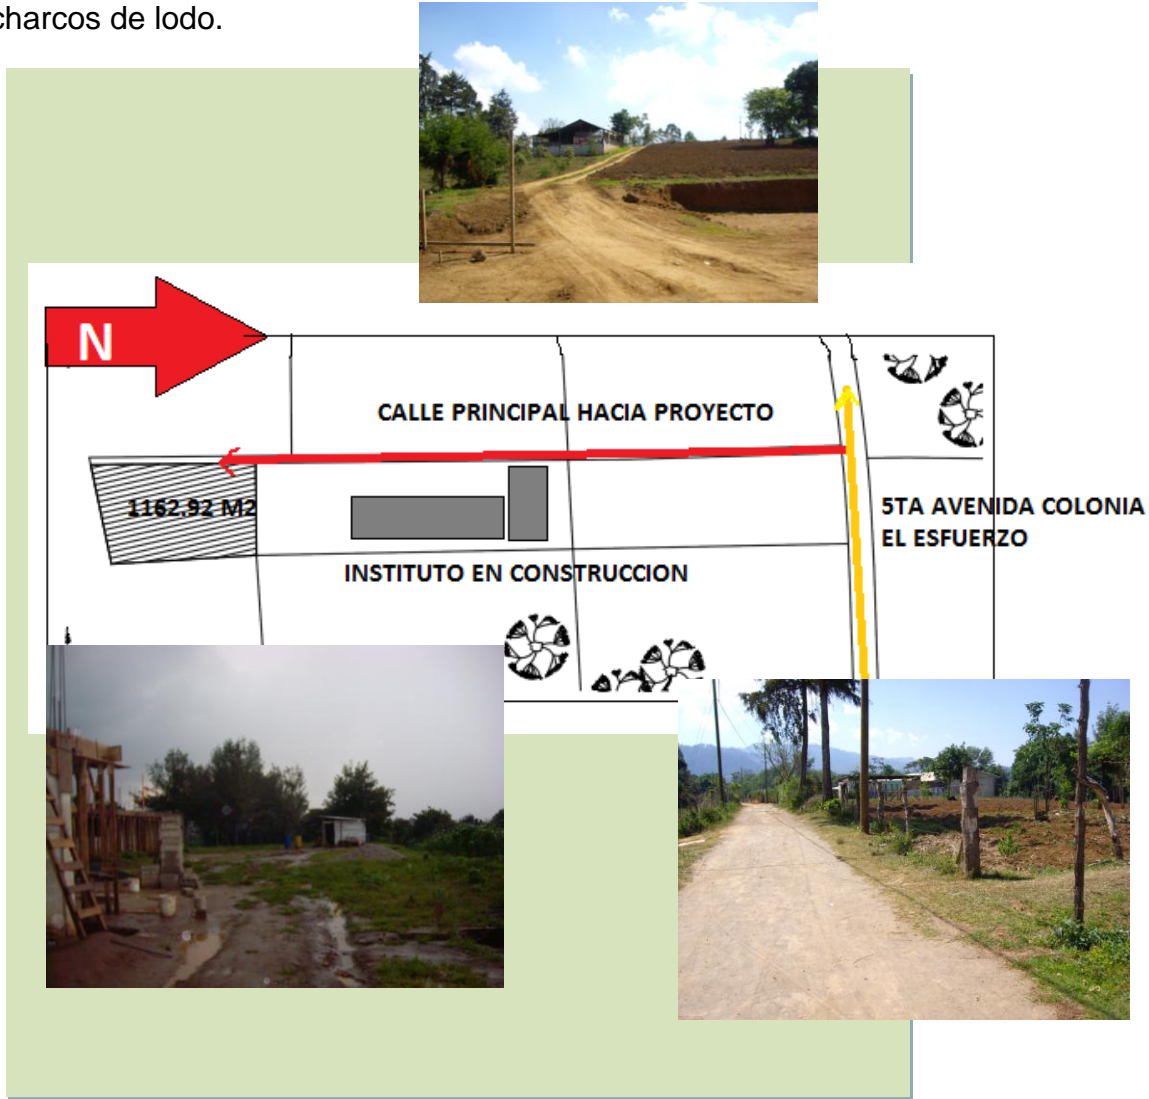 charcos de lodo.
N
CALLE PRINCIPAL HACIA PROYECTO
1162.92 M2
5TA AVENIDA COLONIA
EL ESFUERZO
INSTITUTO EN CONSTRUCCION